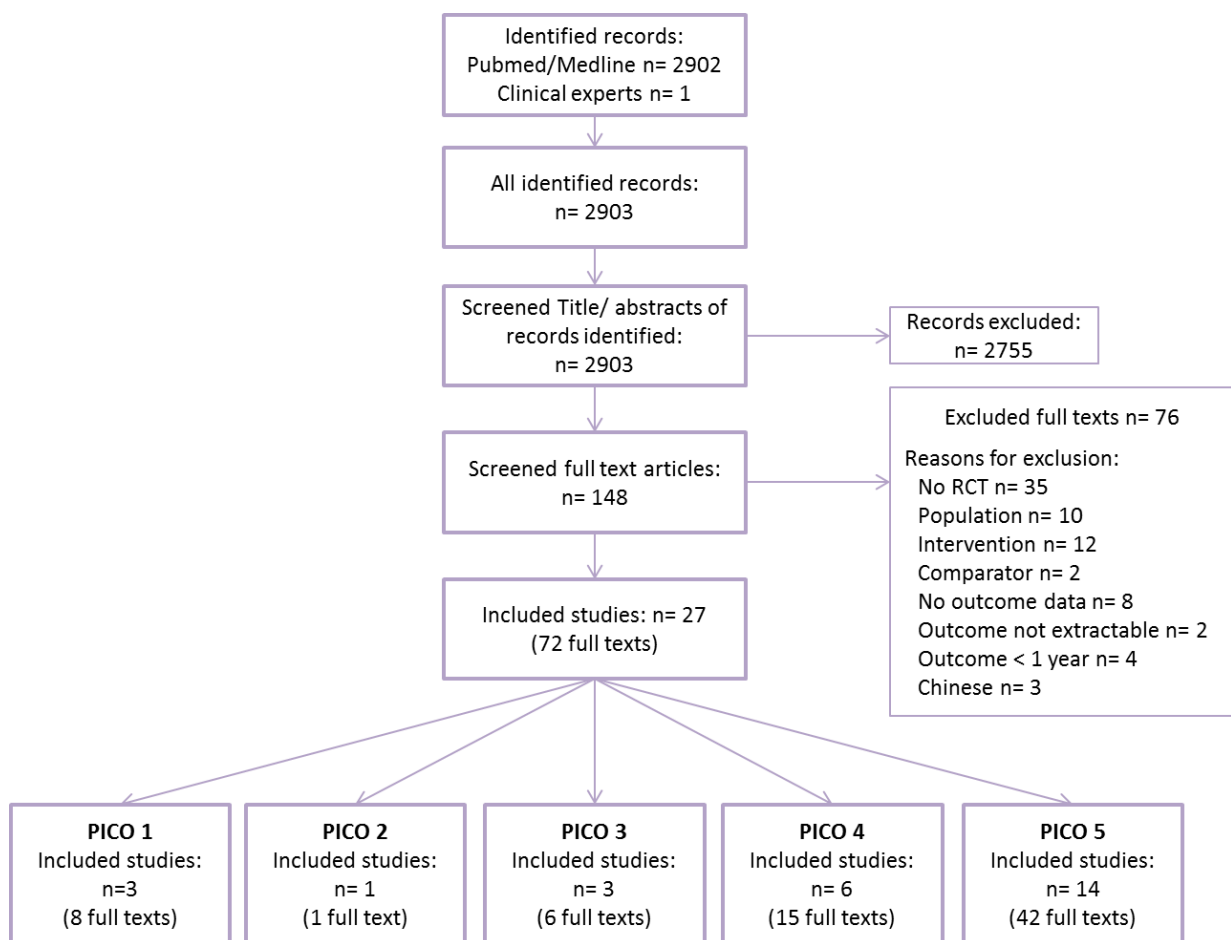 Identified records:
Pubmed/Medline n= 2902
Clinical experts n= 1
All identified records:
n= 2903
Screened Title/ abstracts of
records identified:
n= 2903
Records excluded:
n= 2755
Screened full text articles:
n= 148
Excluded full texts n= 76
Reasons for exclusion:
No RCT n= 35
Population n= 10
Intervention n= 12
Comparator n= 2
No outcome data n= 8
Outcome not extractable n= 2
Outcome < 1 year n= 4
Chinese n= 3
Included studies: n= 27
(72 full texts)
PICO 1
Included studies:
n=3
(8 full texts)
PICO 2
Included studies:
n= 1
(1 full text)
PICO 3
Included studies:
n= 3
(6 full texts)
PICO 4
Included studies:
n= 6
(15 full texts)
PICO 5
Included studies:
n= 14
(42 full texts)